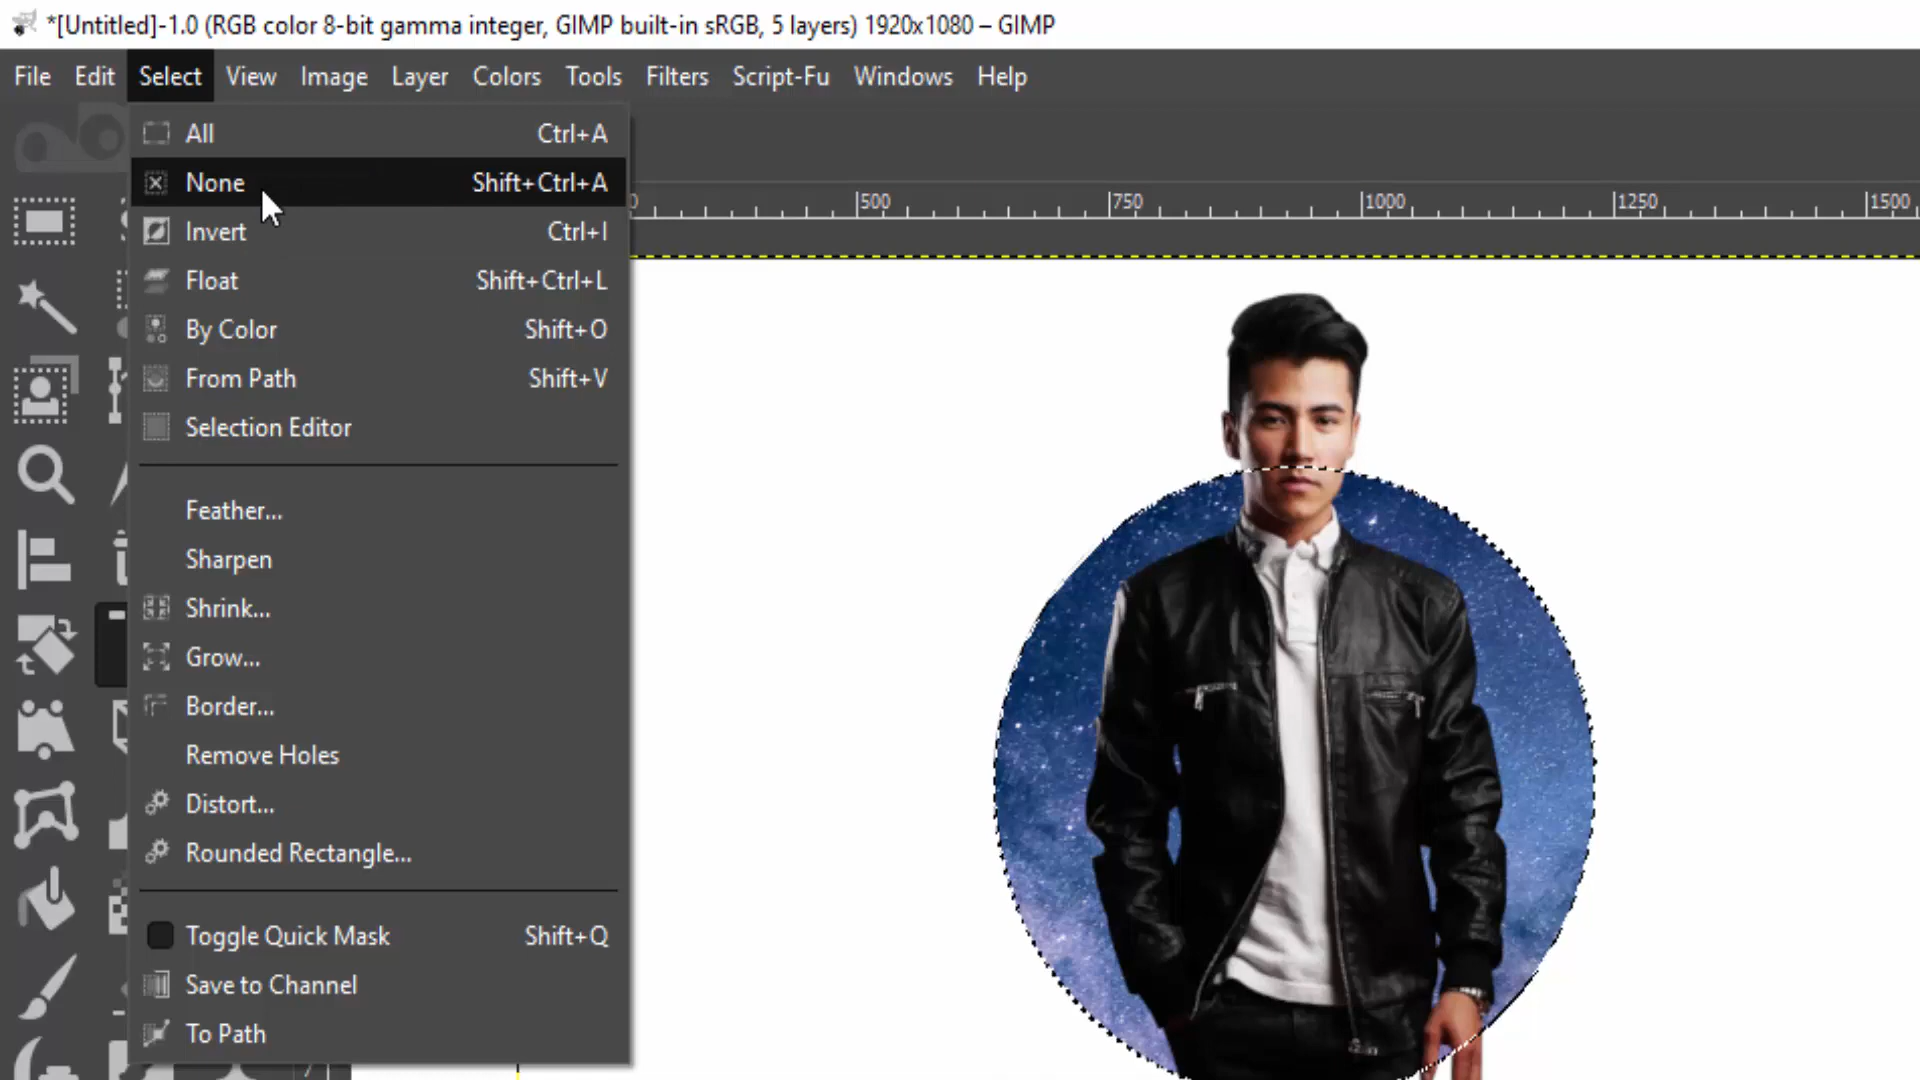 *[Untitled]-1.0 (RGB color 8-bit gamma integer, GIMP built-in sRGB, 5 layers) 1920x1080 – GIMP
File Edit Select View Image Layer Colors Tools Filters Script-Fu Windows Help
All Ctrl+A
None Shift+Ctrl+A
Invert Ctrl+I
Float Shift+Ctrl+L
By Color Shift+O
From Path Shift+V
Selection Editor
Feather...
Sharpen
Shrink...
Grow...
Border...
Remove Holes
Distort...
Rounded Rectangle...
Toggle Quick Mask Shift+Q
Save to Channel
To Path
500 750 1000 1250 1500